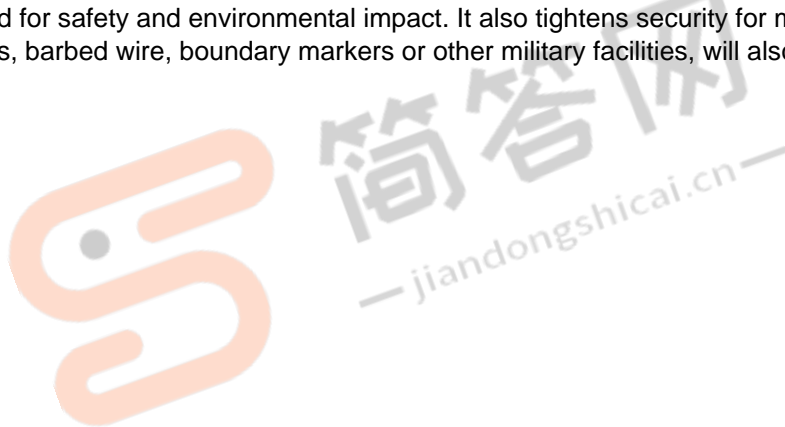 for safety and environmental impact. It also tightens security for
s, barbed wire, boundary markers or other military facilities, will
简答网
jiandongshicai.cn